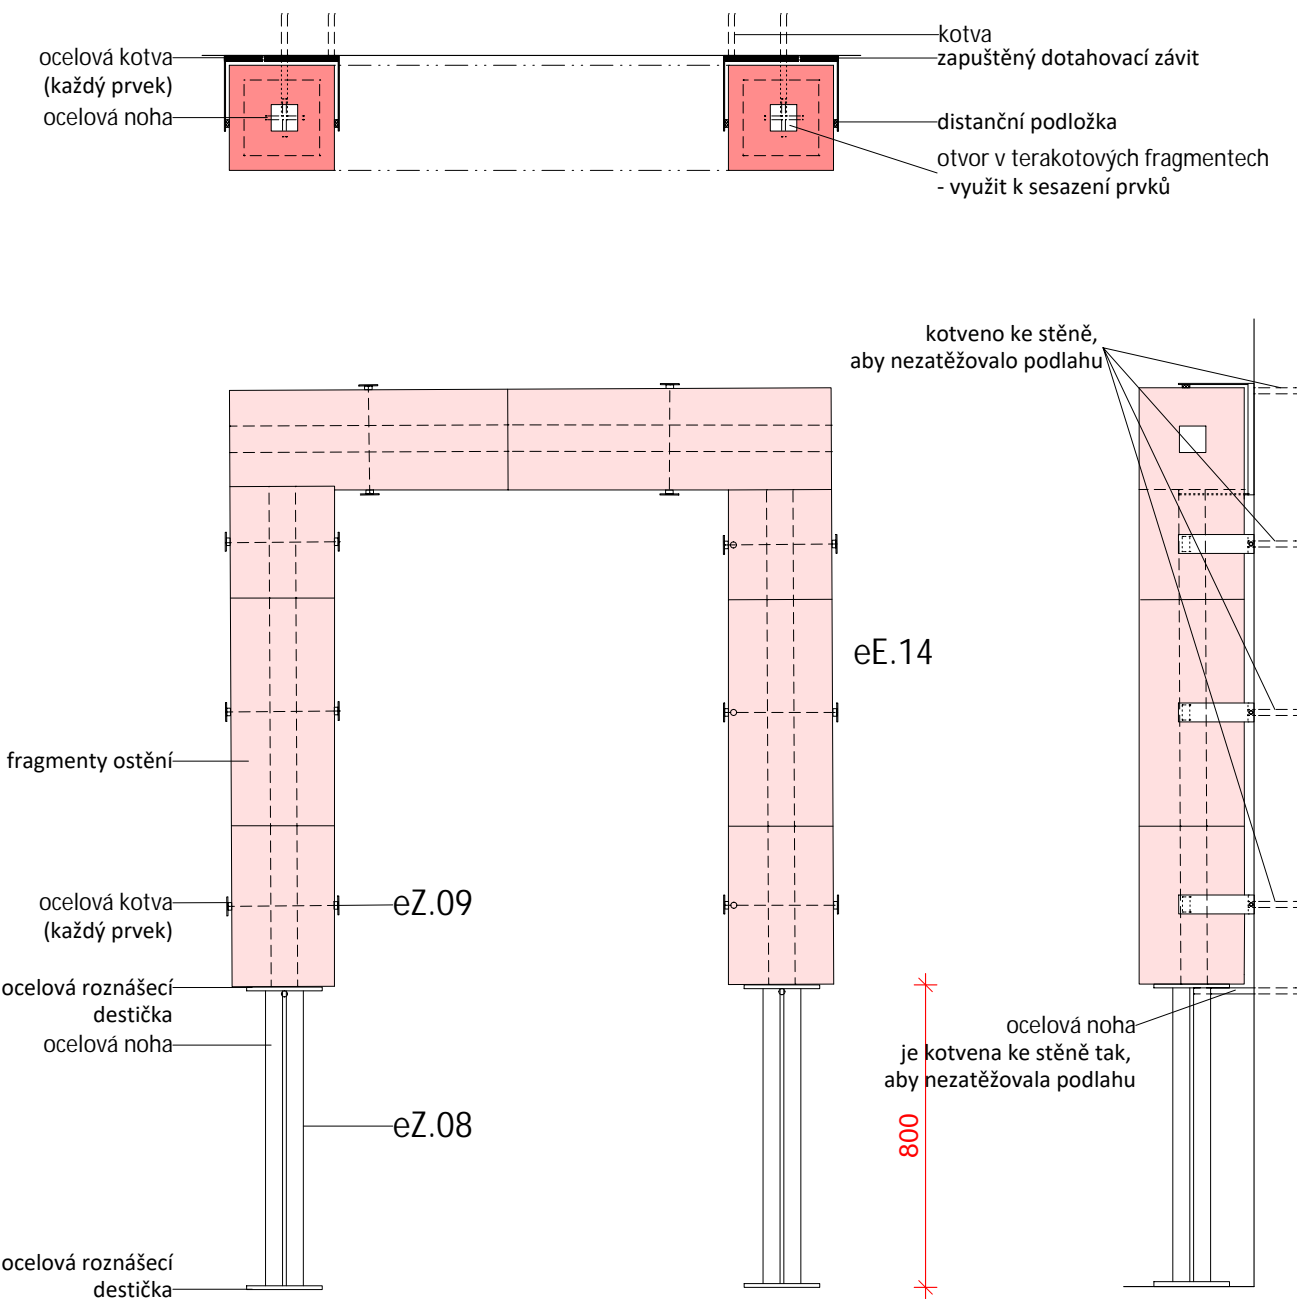 ocelová kotva
(každý prvek)
ocelová noha
kotva
zapuštěný dotahovací závit
distanční podložka
otvor v terakotových fragmentech
- využit k sesazení prvků
kotveno ke stěně,
aby nezatěžovalo podlahu
eE.14
fragmenty ostění
ocelová kotva
(každý prvek)
eZ.09
ocelová roznášecí
destička
ocelová noha
ocelová noha
je kotvena ke stěně tak,
aby nezatěžovala podlahu
eZ.08
800
ocelová roznášecí
destička